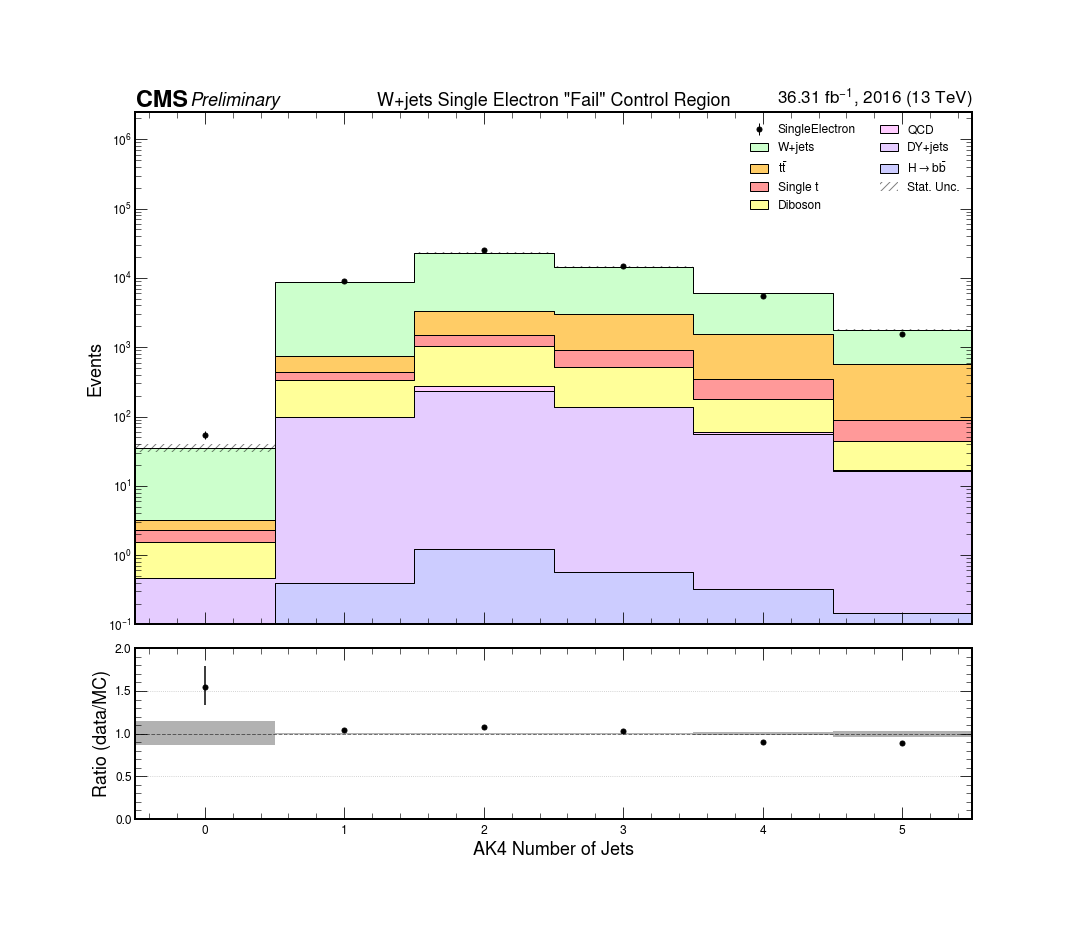 CMS Preliminary W+jets Single Electron "Fail" Control Region 36.31 fb⁻¹, 2016 (13 TeV)
SingleElectron QCD
W+jets DY+jets
tt̄ H→bb̄
Single t Stat. Unc.
Diboson
10⁶
10⁵
10⁴
10³
10²
10¹
10⁰
10⁻¹
Events
2.0
1.5
1.0
0.5
0.0
Ratio (data/MC)
0 1 2 3 4 5
AK4 Number of Jets